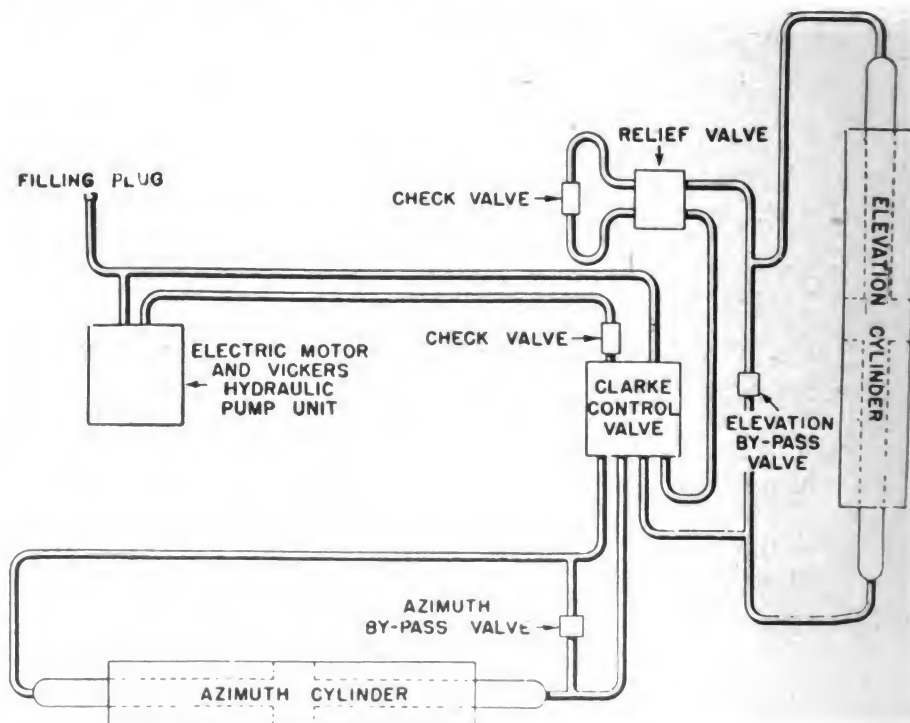 RELIEF VALVE
FILLING PLUG
CHECK VALVE
ELEVATION CYLINDER
CHECK VALVE
ELECTRIC MOTOR
AND VICKERS
HYDRAULIC
PUMP UNIT
CLARKE
CONTROL
VALVE
ELEVATION
BY-PASS
VALVE
AZIMUTH
BY-PASS VALVE
AZIMUTH CYLINDER